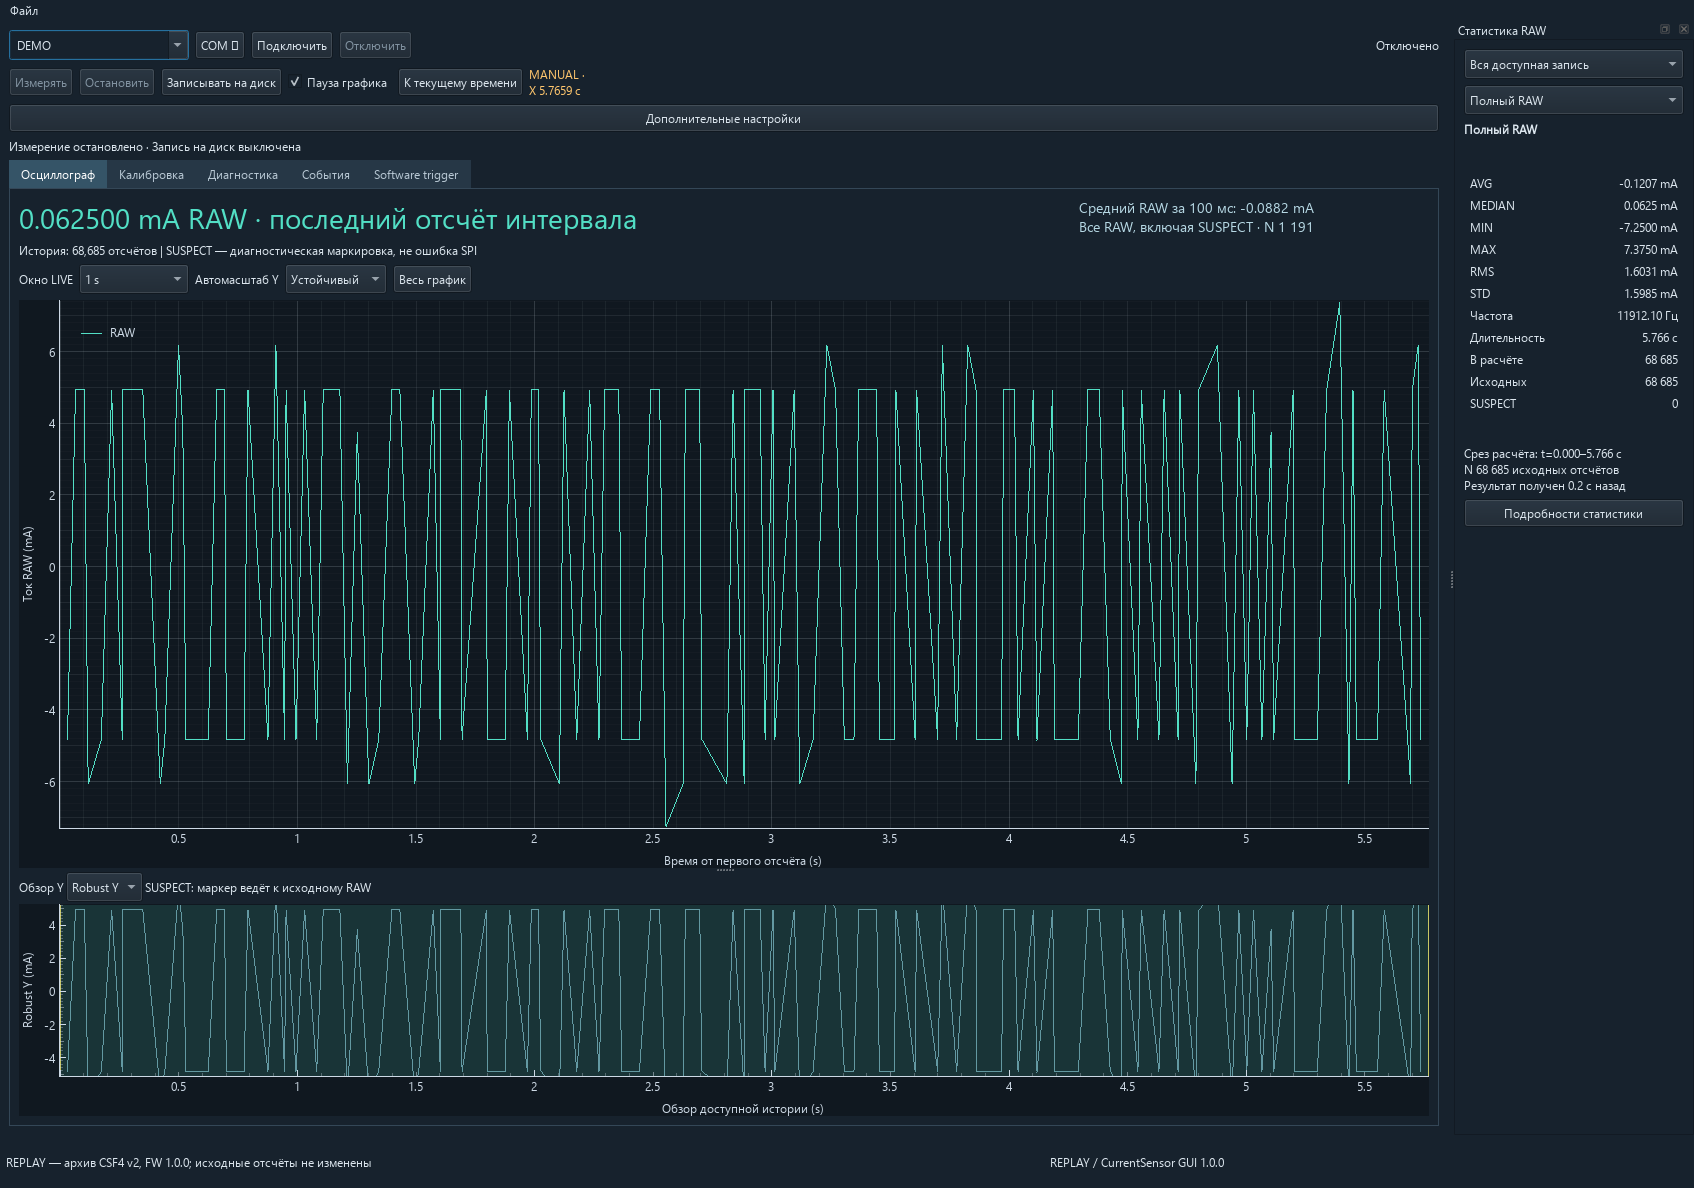 Файл
DEMO
COM
Подключить
Отключить
Отключено
Измерять
Остановить
Записывать на диск
✓ Пауза графика
К текущему времени
MANUAL ·
X 5.7659 с
Дополнительные настройки
Измерение остановлено · Запись на диск выключена
Осциллограф
Калибровка
Диагностика
События
Software trigger
0.062500 mA RAW · последний отсчёт интервала
Средний RAW за 100 мс: -0.0882 mA
Все RAW, включая SUSPECT · N 1 191
История: 68,685 отсчётов | SUSPECT — диагностическая маркировка, не ошибка SPI
Окно LIVE
1 s
Автомасштаб Y
Устойчивый
Весь график
RAW
6
4
2
0
-2
-4
-6
Ток RAW (mA)
0.5
1
1.5
2
2.5
3
3.5
4
4.5
5
5.5
Время от первого отсчёта (s)
Обзор Y
Robust Y
SUSPECT: маркер ведёт к исходному RAW
4
2
0
-2
-4
Robust Y (mA)
0.5
1
1.5
2
2.5
3
3.5
4
4.5
5
5.5
Обзор доступной истории (s)
Статистика RAW
Вся доступная запись
Полный RAW
Полный RAW
AVG -0.1207 mA
MEDIAN 0.0625 mA
MIN -7.2500 mA
MAX 7.3750 mA
RMS 1.6031 mA
STD 1.5985 mA
Частота 11912.10 Гц
Длительность 5.766 с
В расчёте 68 685
Исходных 68 685
SUSPECT 0
Срез расчёта: t=0.000–5.766 с
N 68 685 исходных отсчётов
Результат получен 0.2 с назад
Подробности статистики
REPLAY — архив CSF4 v2, FW 1.0.0; исходные отсчёты не изменены
REPLAY / CurrentSensor GUI 1.0.0